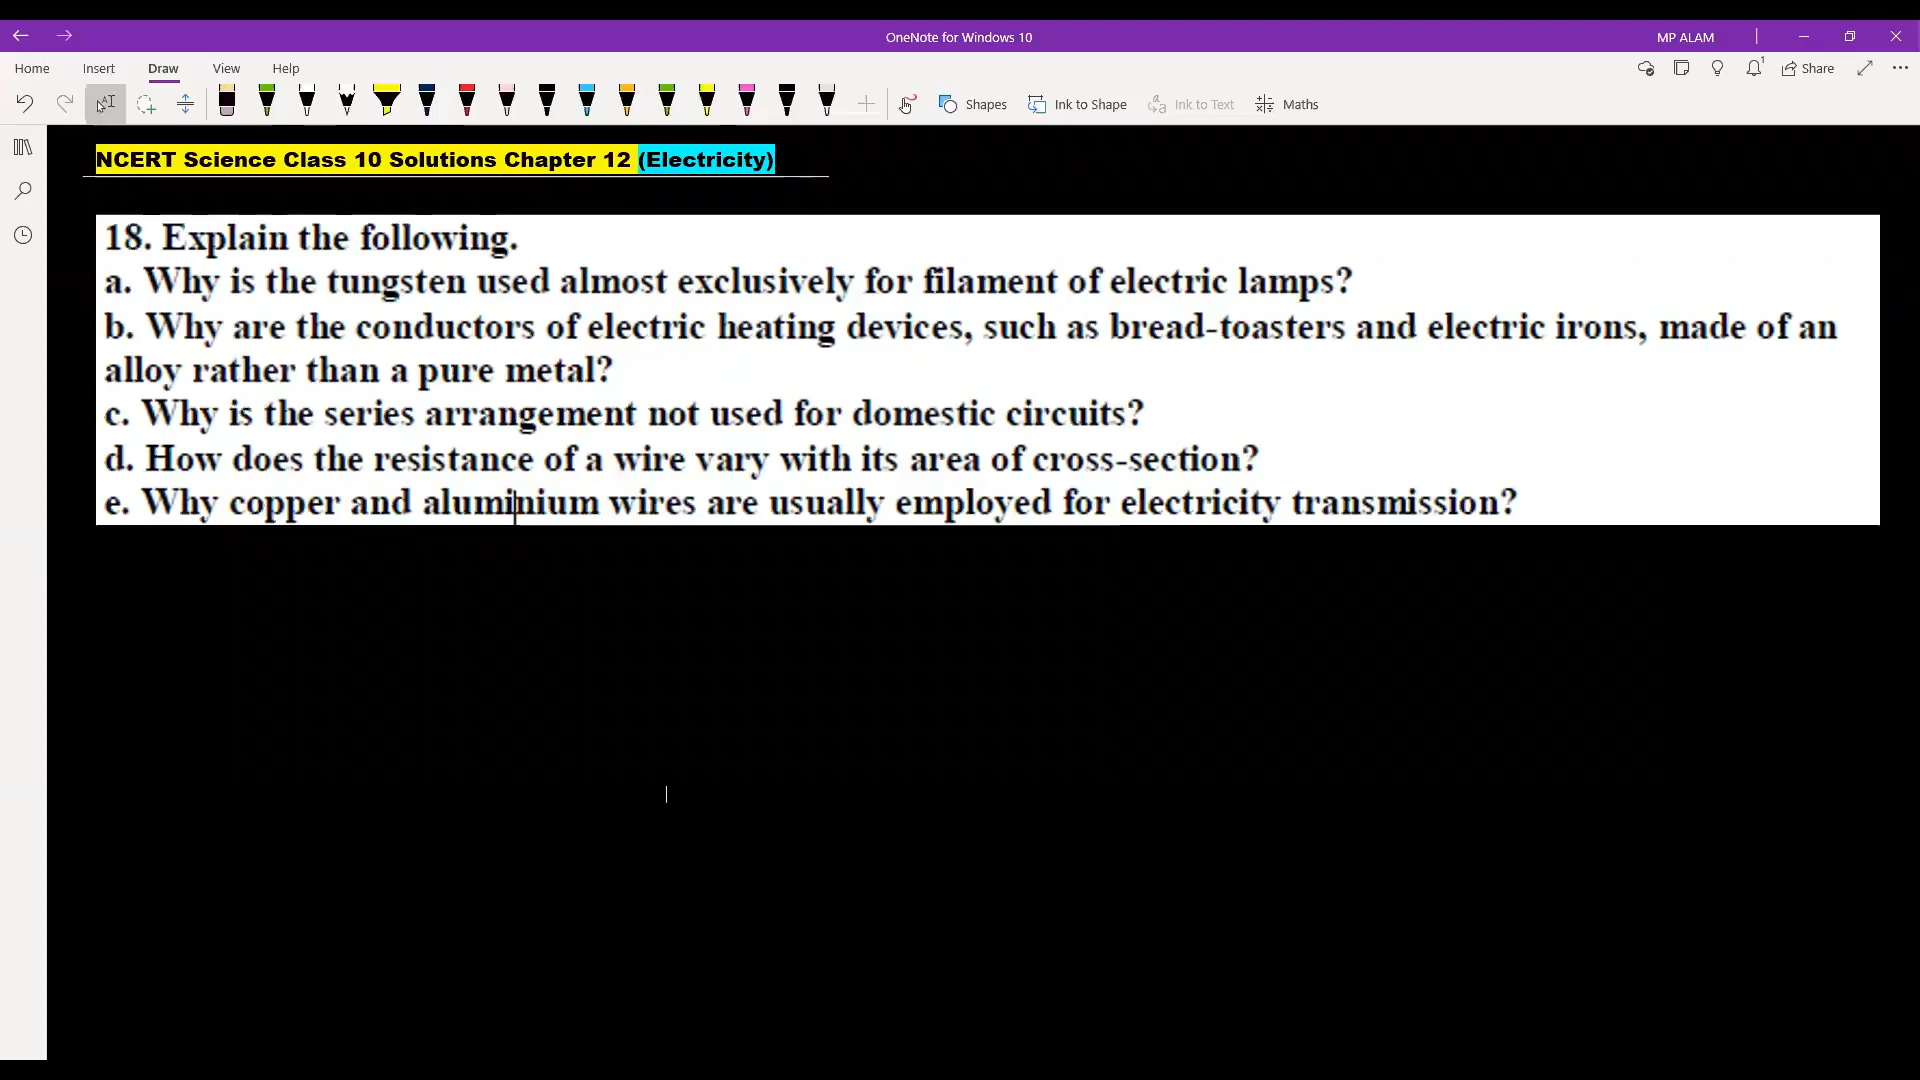 OneNote for Windows 10
MP ALAM
Home Insert Draw View Help
1
Share
Shapes Ink to Shape Ink to Text Maths
NCERT Science Class 10 Solutions Chapter 12 (Electricity)
18. Explain the following.
a. Why is the tungsten used almost exclusively for filament of electric lamps?
b. Why are the conductors of electric heating devices, such as bread-toasters and electric irons, made of an
alloy rather than a pure metal?
c. Why is the series arrangement not used for domestic circuits?
d. How does the resistance of a wire vary with its area of cross-section?
e. Why copper and aluminium wires are usually employed for electricity transmission?